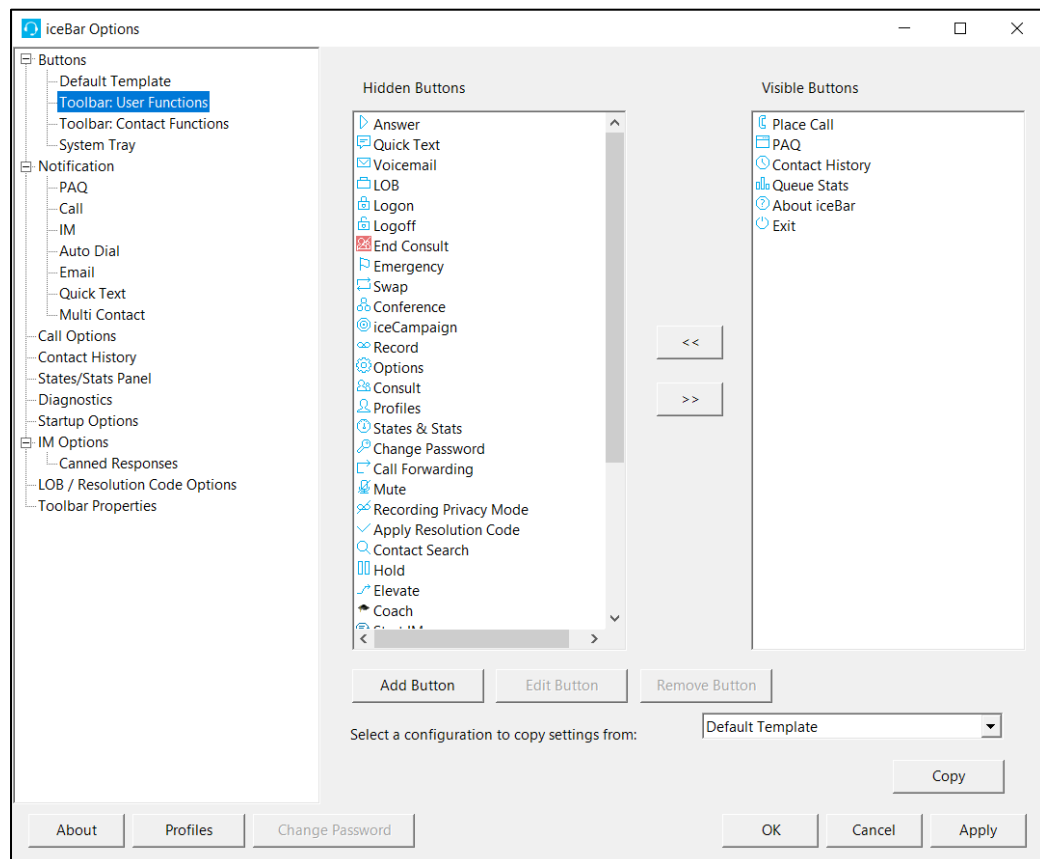 iceBar Options
Buttons
Default Template
Toolbar: User Functions
Toolbar: Contact Functions
System Tray
Notification
PAQ
Call
IM
Auto Dial
Email
Quick Text
Multi Contact
Call Options
Contact History
States/Stats Panel
Diagnostics
Startup Options
IM Options
Canned Responses
LOB / Resolution Code Options
Toolbar Properties
Hidden Buttons
Answer
Quick Text
Voicemail
LOB
Logon
Logoff
End Consult
Emergency
Swap
Conference
iceCampaign
Record
Options
Consult
Profiles
States & Stats
Change Password
Call Forwarding
Mute
Recording Privacy Mode
Apply Resolution Code
Contact Search
Hold
Elevate
Coach
<<
>>
Visible Buttons
Place Call
PAQ
Contact History
Queue Stats
About iceBar
Exit
Add Button
Edit Button
Remove Button
Select a configuration to copy settings from:
Default Template
Copy
About
Profiles
Change Password
OK
Cancel
Apply